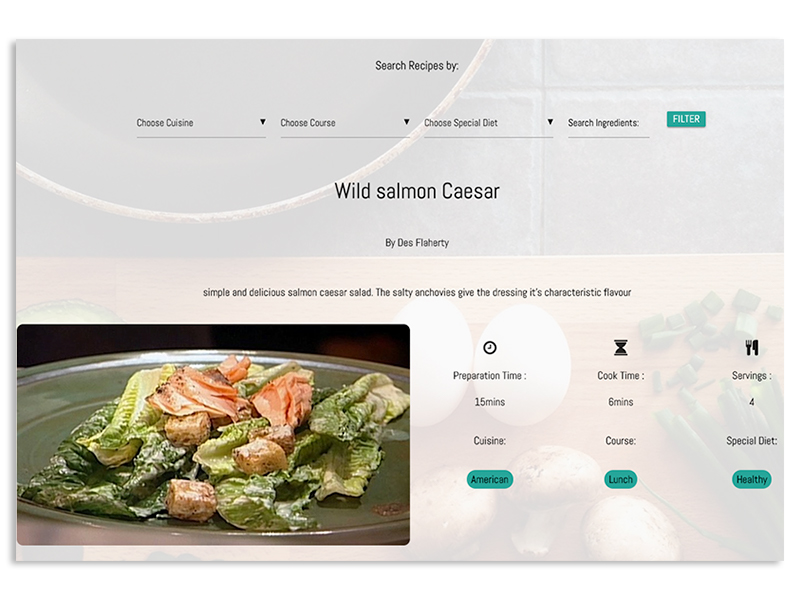 Search Recipes by:
Choose Cuisine ▼ Choose Course ▼ Choose Special Diet ▼ Search Ingredients: FILTER
Wild salmon Caesar
By Des Flaherty
simple and delicious salmon caesar salad. The salty anchovies give the dressing it's characteristic flavour
Preparation Time : Cook Time : Servings :
15mins 6mins 4
Cuisine: Course: Special Diet:
American Lunch Healthy